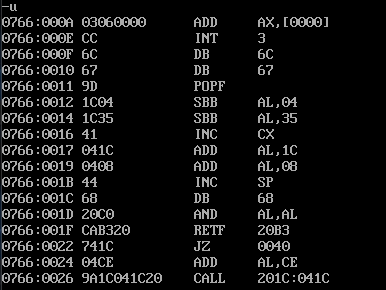 -u
0766:000A 03060000 ADD AX,[0000]
0766:000E CC INT 3
0766:000F 6C DB 6C
0766:0010 67 DB 67
0766:0011 9D POPF
0766:0012 1C04 SBB AL,04
0766:0014 1C35 SBB AL,35
0766:0016 41 INC CX
0766:0017 041C ADD AL,1C
0766:0019 0408 ADD AL,08
0766:001B 44 INC SP
0766:001C 68 DB 68
0766:001D 20C0 AND AL,AL
0766:001F CAB320 RETF 20B3
0766:0022 741C JZ 0040
0766:0024 04CE ADD AL,CE
0766:0026 9A1C041C20 CALL 201C:041C